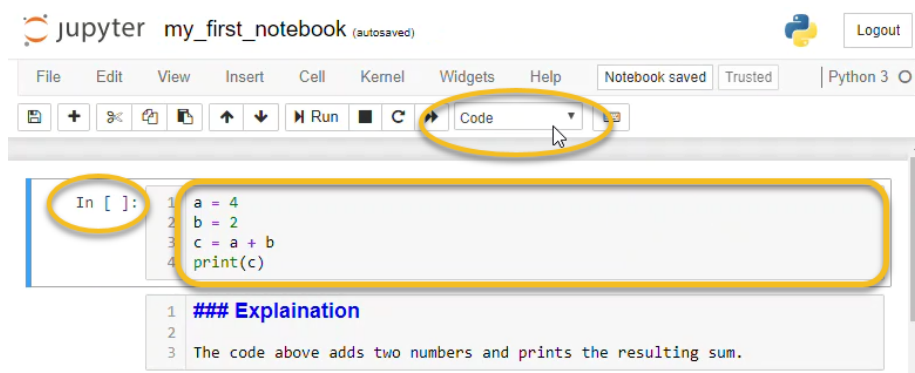 jupyter my_first_notebook (autosaved) Logout
File Edit View Insert Cell Kernel Widgets Help Notebook saved Trusted Python 3
Run Code
In [ ]:
1 a = 4
2 b = 2
3 c = a + b
4 print(c)
1 ### Explaination
2
3 The code above adds two numbers and prints the resulting sum.